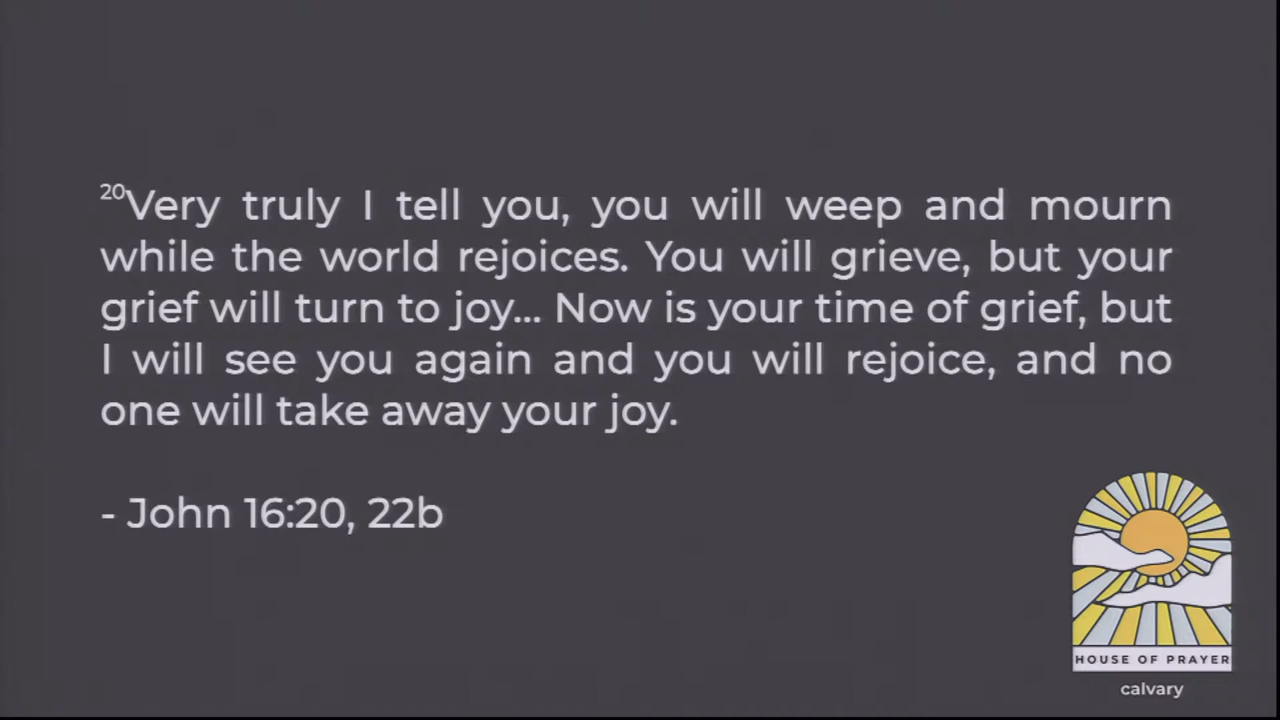 20Very truly I tell you, you will weep and mourn
while the world rejoices. You will grieve, but your
grief will turn to joy... Now is your time of grief, but
I will see you again and you will rejoice, and no
one will take away your joy.
- John 16:20, 22b
HOUSE OF PRAYER
calvary